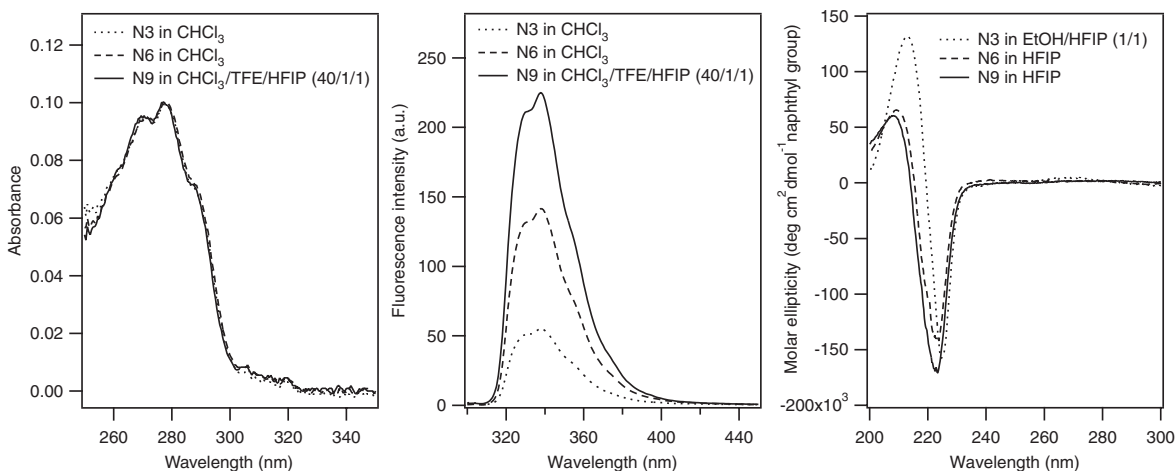 0.12
0.10
0.08
0.06
0.04
0.02
0.00
Absorbance
N3 in CHCl₃
N6 in CHCl₃
N9 in CHCl₃/TFE/HFIP (40/1/1)
260 280 300 320 340
Wavelength (nm)
250
200
150
100
50
0
Fluorescence intensity (a.u.)
N3 in CHCl₃
N6 in CHCl₃
N9 in CHCl₃/TFE/HFIP (40/1/1)
320 360 400 440
Wavelength (nm)
150
100
50
0
-50
-100
-150
-200x10³
Molar ellipticity (deg cm² dmol⁻¹naphthyl group)
N3 in EtOH/HFIP (1/1)
N6 in HFIP
N9 in HFIP
200 220 240 260 280 300
Wavelength (nm)